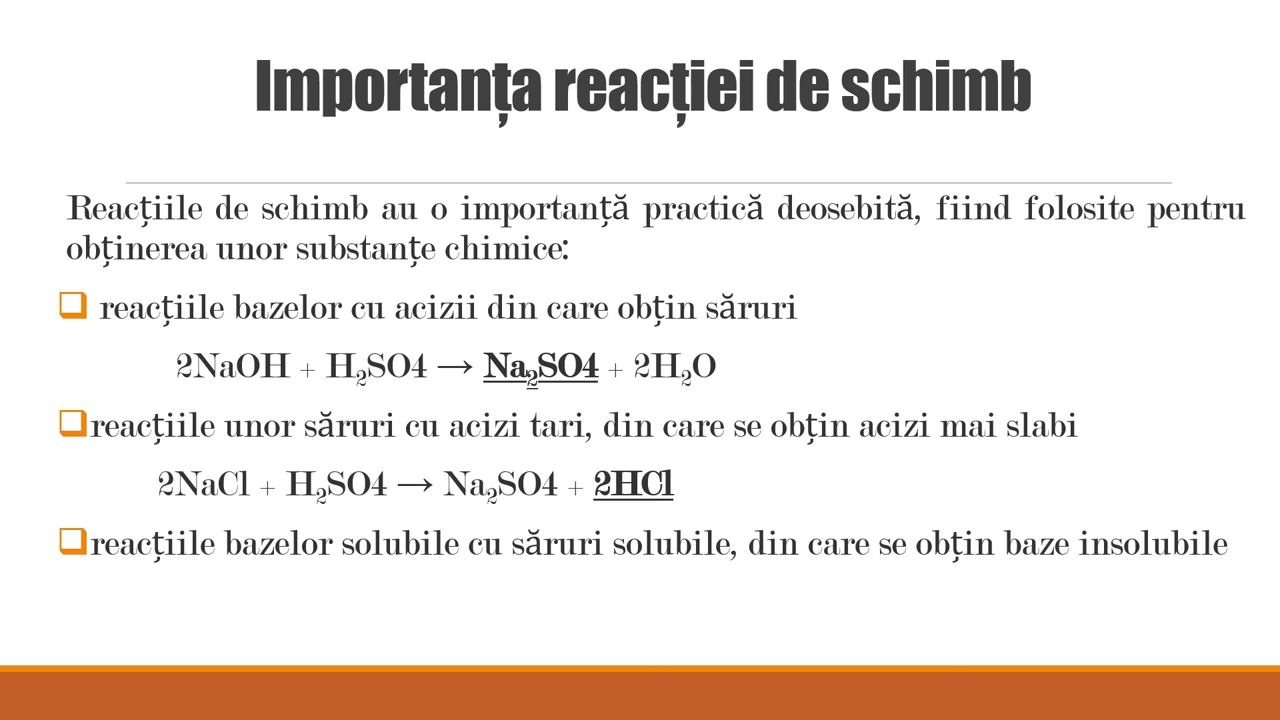 Importanța reacției de schimb
Reacțiile de schimb au o importanță practică deosebită, fiind folosite pentru
obținerea unor substanțe chimice:
reacțiile bazelor cu acizii din care obțin săruri
2NaOH + H₂SO4 → Na₂SO4 + 2H₂O
reacțiile unor săruri cu acizi tari, din care se obțin acizi mai slabi
2NaCl + H₂SO4 → Na₂SO4 + 2HCl
reacțiile bazelor solubile cu săruri solubile, din care se obțin baze insolubile